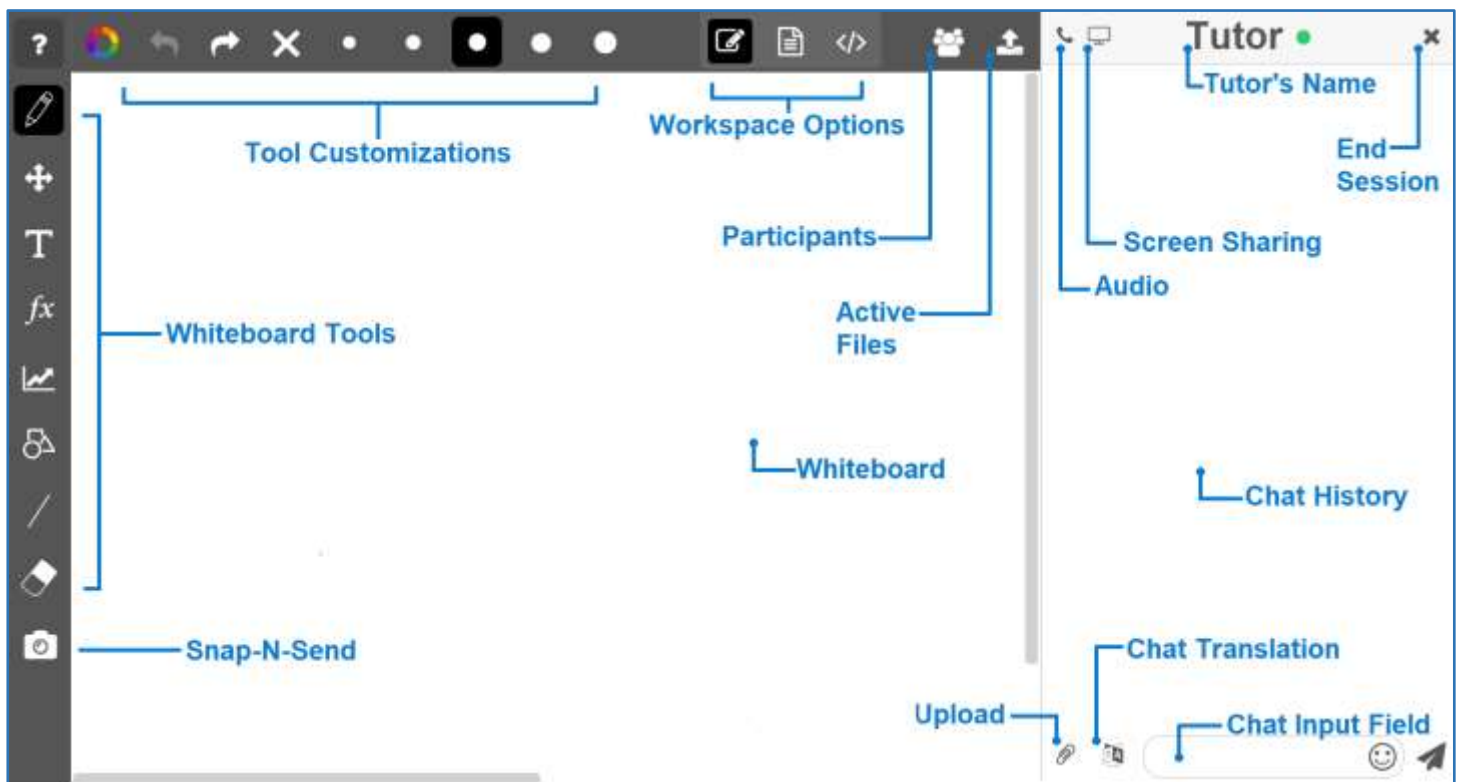 ?
</>
Tutor
Tutor's Name
Tool Customizations
Workspace Options
End
Session
Participants
Screen Sharing
Audio
T
fx
Active
Files
Whiteboard Tools
Whiteboard
Chat History
Snap-N-Send
Chat Translation
Upload
Chat Input Field